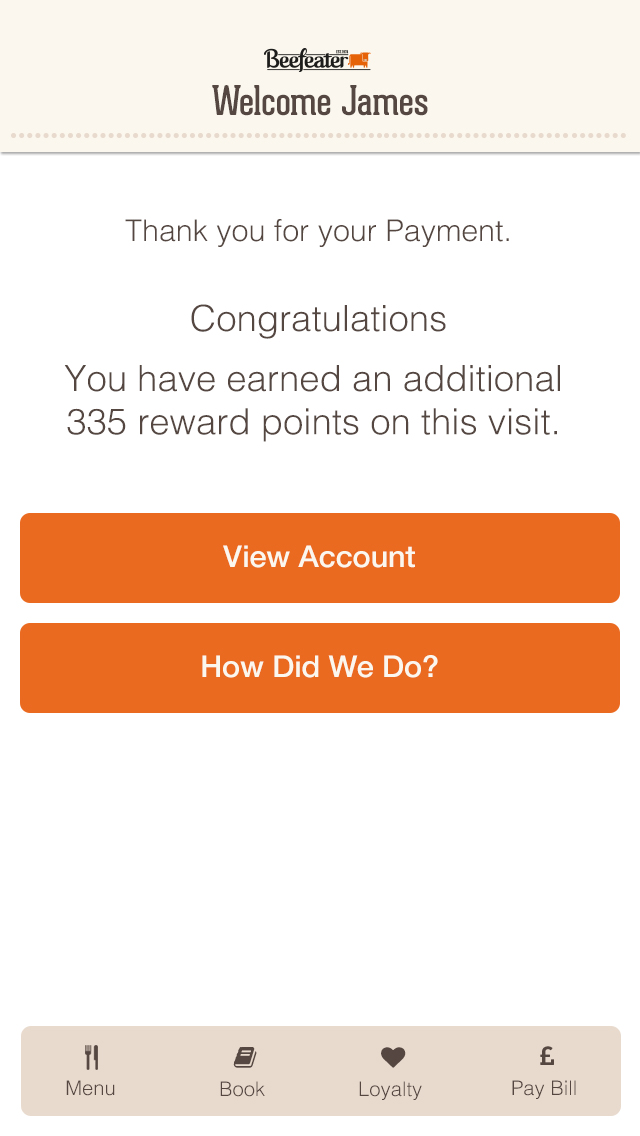 Beefeater
Welcome James
Thank you for your Payment.
Congratulations
You have earned an additional
335 reward points on this visit.
View Account
How Did We Do?
Menu
Book
Loyalty
Pay Bill